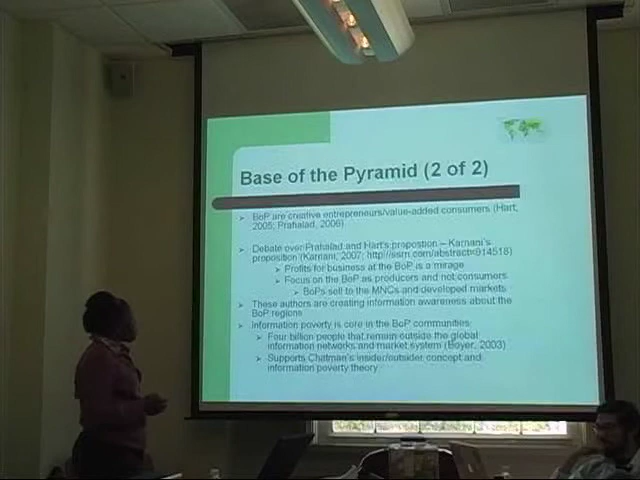 Base of the Pyramid (2 of 2)
BoP are creative entrepreneurs/value-added consumers (Hart,
2005; Prahalad, 2006)
Debate over Prahalad and Hart's propostion – Karnani's
proposition (Karnani, 2007; http//ssrn.com/abstract=914518)
Profits for business at the BoP is a mirage
Focus on the BoP as producers and not consumers
BoPs sell to the MNCs and developed markets
These authors are creating information awareness about the
BoP regions
Information poverty is core in the BoP communities:
Four billion people that remain outside the global
information networks and market system (Boyer, 2003)
Supports Chatman's insider/outsider concept and
information poverty theory